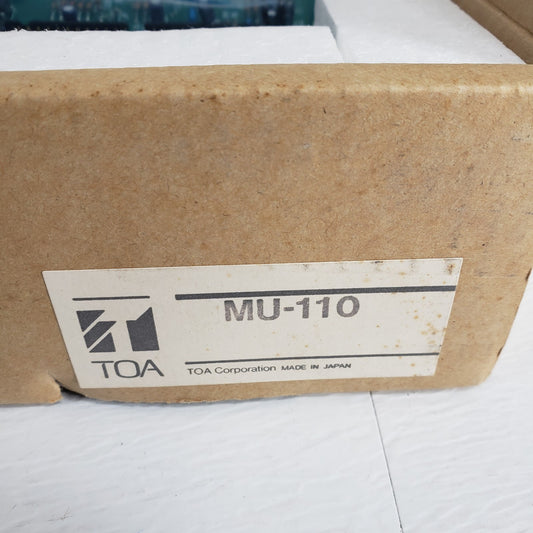 MU-110
TOA
TOA Corporation MADE IN JAPAN